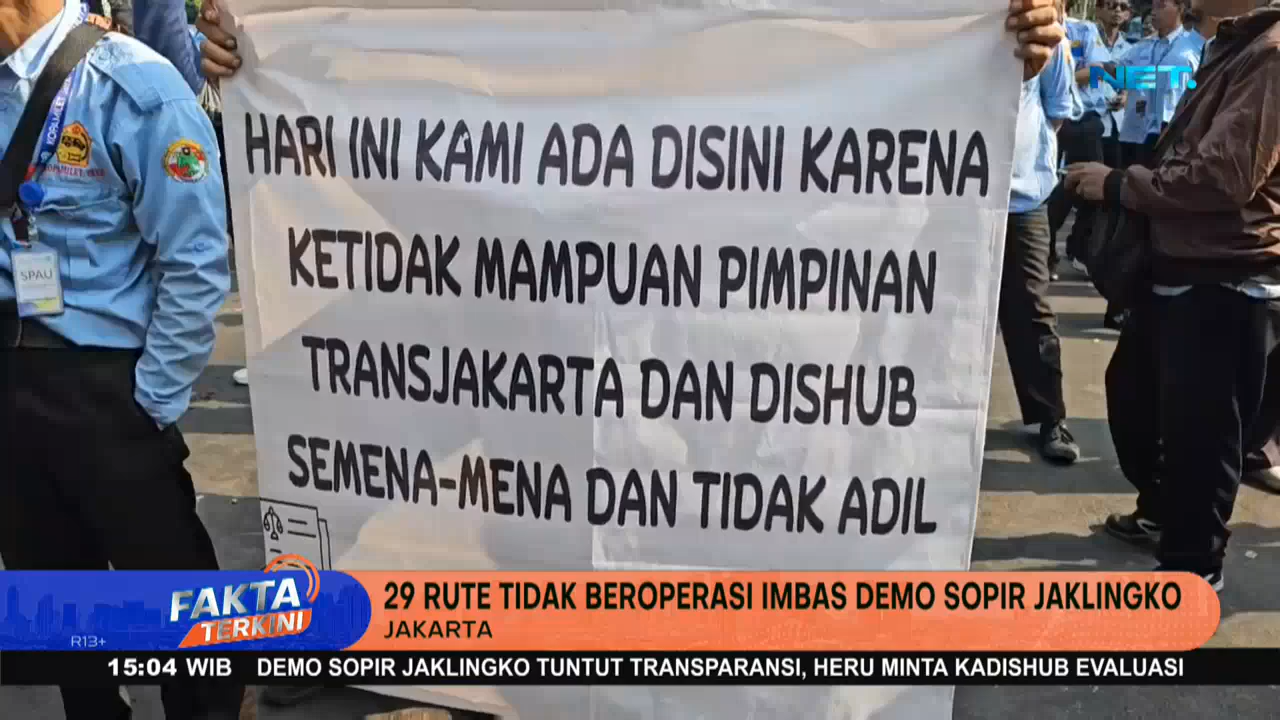 HARI INI KAMI ADA DISINI KARENA
KETIDAK MAMPUAN PIMPINAN
TRANSJAKARTA DAN DISHUB
SEMENA-MENA DAN TIDAK ADIL
NET.
SPAU
FAKTA
TERKINI
R13+
29 RUTE TIDAK BEROPERASI IMBAS DEMO SOPIR JAKLINGKO
JAKARTA
15:04 WIB DEMO SOPIR JAKLINGKO TUNTUT TRANSPARANSI, HERU MINTA KADISHUB EVALUASI